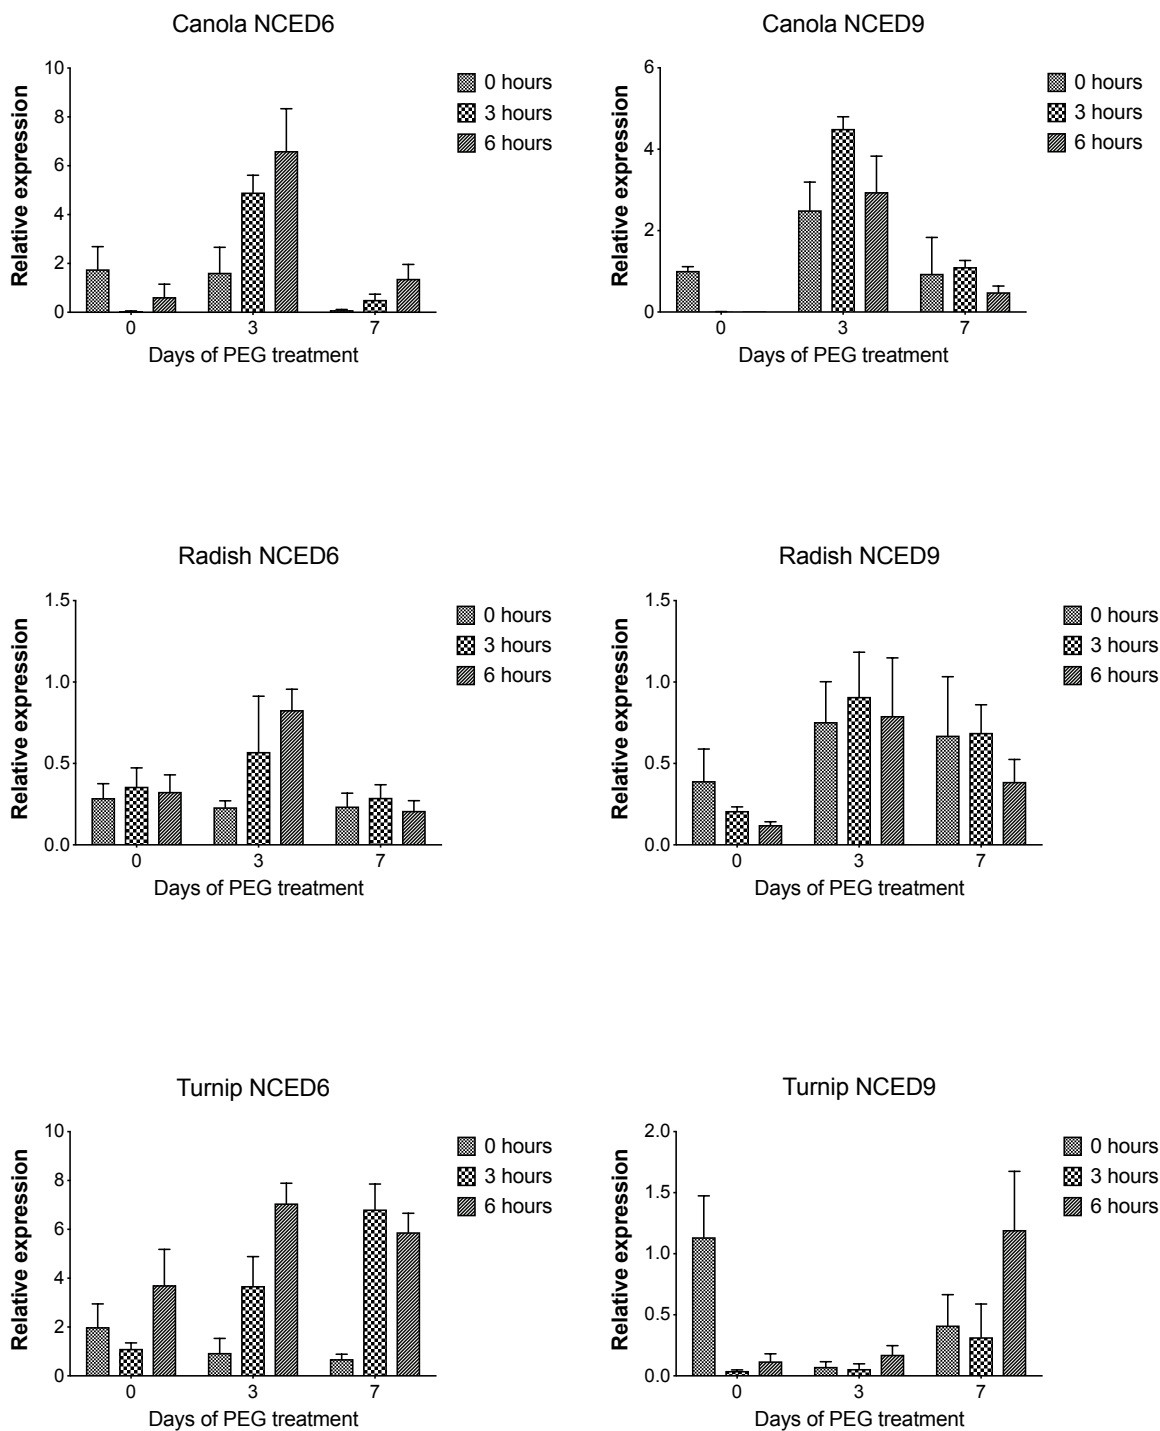 Canola NCED6
Relative expression
10
8
6
4
2
0
0 3 7
Days of PEG treatment
0 hours
3 hours
6 hours
Canola NCED9
Relative expression
6
4
2
0
0 3 7
Days of PEG treatment
0 hours
3 hours
6 hours
Radish NCED6
Relative expression
1.5
1.0
0.5
0.0
0 3 7
Days of PEG treatment
0 hours
3 hours
6 hours
Radish NCED9
Relative expression
1.5
1.0
0.5
0.0
0 3 7
Days of PEG treatment
0 hours
3 hours
6 hours
Turnip NCED6
Relative expression
10
8
6
4
2
0
0 3 7
Days of PEG treatment
0 hours
3 hours
6 hours
Turnip NCED9
Relative expression
2.0
1.5
1.0
0.5
0.0
0 3 7
Days of PEG treatment
0 hours
3 hours
6 hours